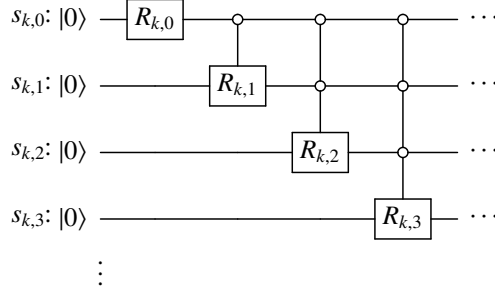 s_{k,0}: |0⟩ R_{k,0} ⋯
s_{k,1}: |0⟩ R_{k,1} ⋯
s_{k,2}: |0⟩ R_{k,2} ⋯
s_{k,3}: |0⟩ R_{k,3} ⋯
⋮